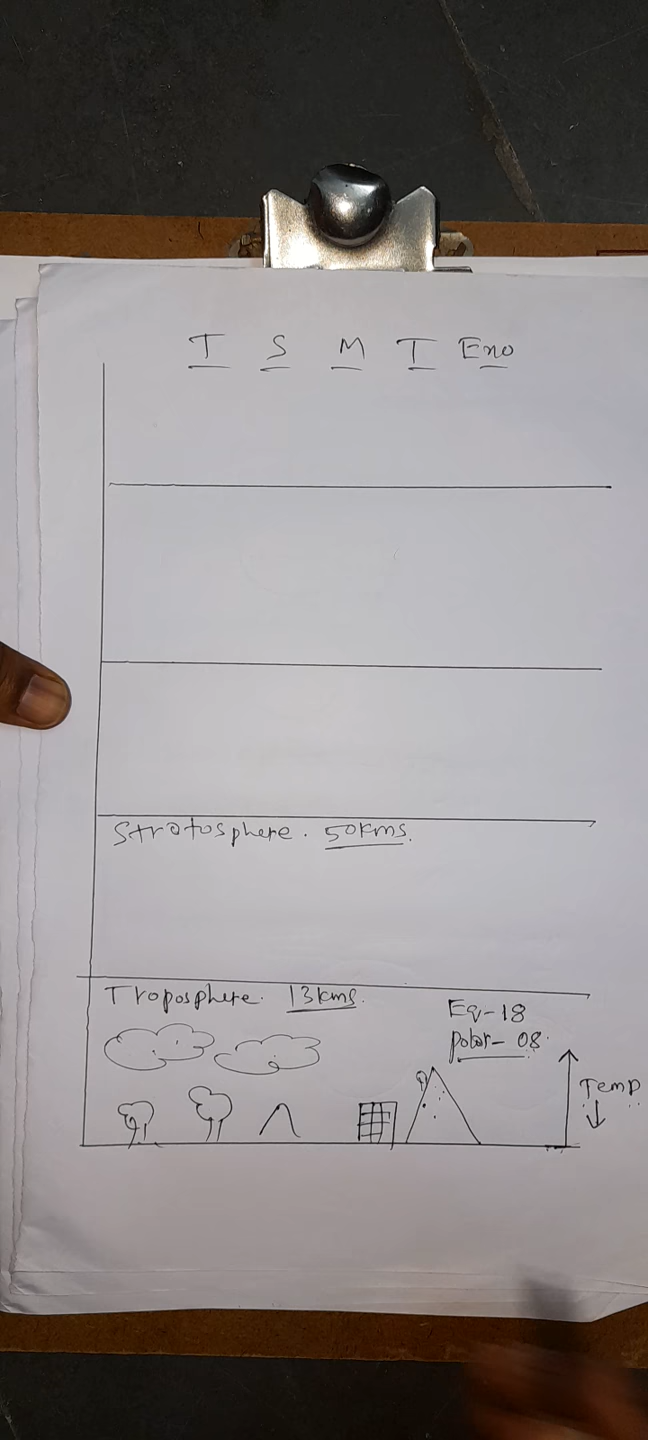 T S M T Exo
Stratosphere. 50kms.
Troposphere. 13kms.
Eq-18
polar- 08.
Temp